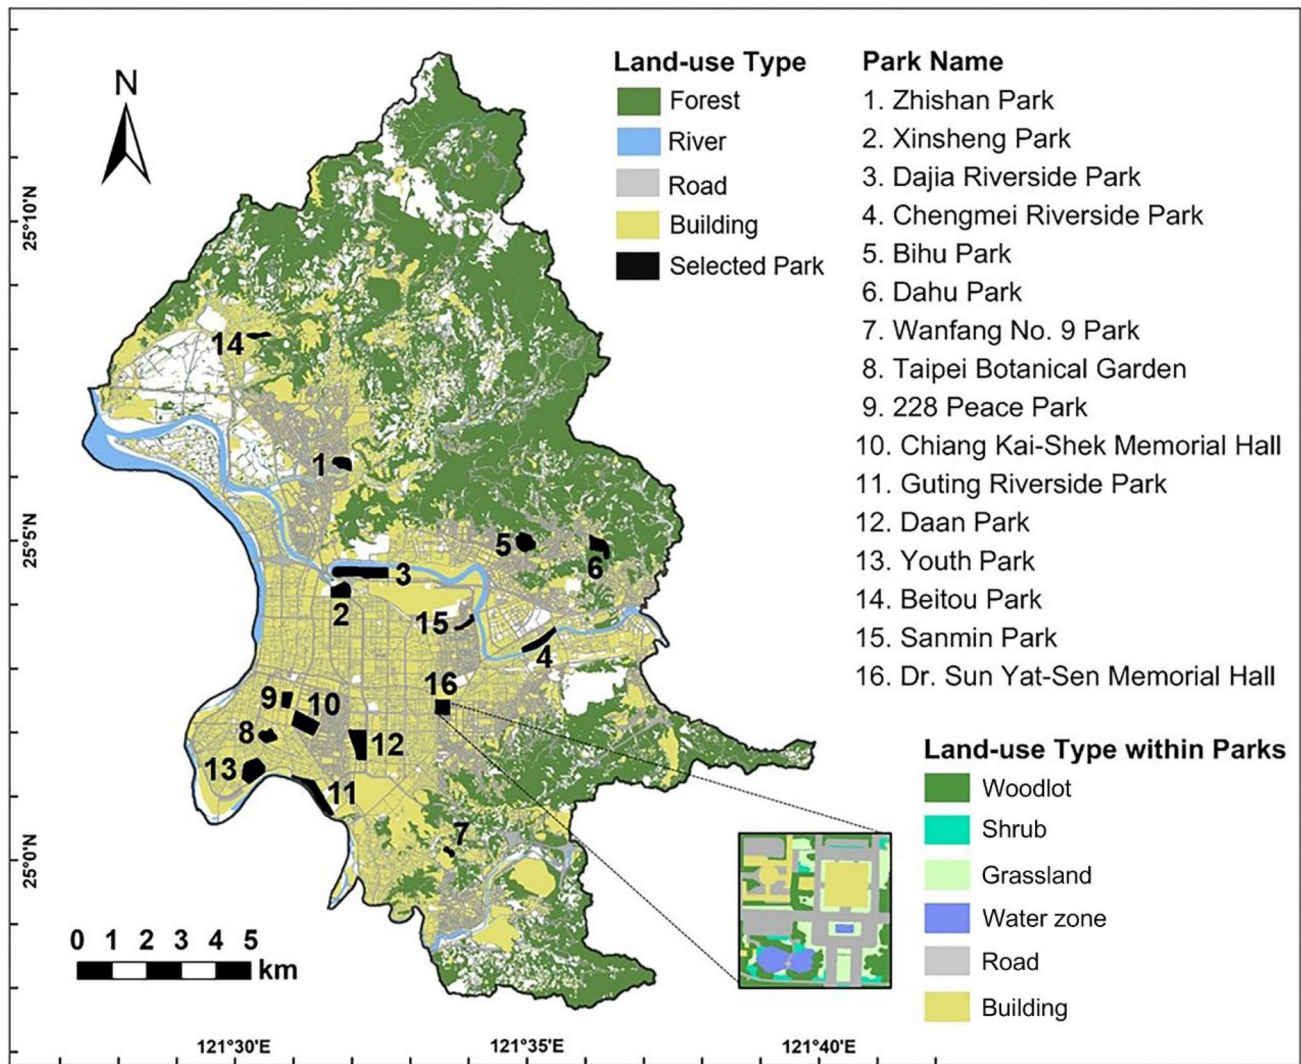 N
Land-use Type
Forest
River
Road
Building
Selected Park
Park Name
1. Zhishan Park
2. Xinsheng Park
3. Dajia Riverside Park
4. Chengmei Riverside Park
5. Bihu Park
6. Dahu Park
7. Wanfang No. 9 Park
8. Taipei Botanical Garden
9. 228 Peace Park
10. Chiang Kai-Shek Memorial Hall
11. Guting Riverside Park
12. Daan Park
13. Youth Park
14. Beitou Park
15. Sanmin Park
16. Dr. Sun Yat-Sen Memorial Hall
25°10'N
25°5'N
25°0'N
14
1
5
6
3
2
15
4
16
9
10
8
12
13
11
7
Land-use Type within Parks
Woodlot
Shrub
Grassland
Water zone
Road
Building
0 1 2 3 4 5
km
121°30'E
121°35'E
121°40'E